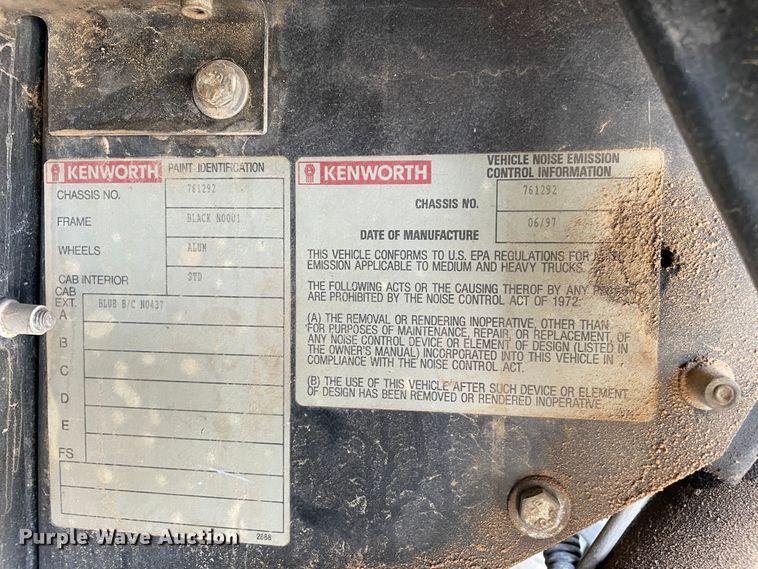 KENWORTH PAINT IDENTIFICATION
CHASSIS NO. 761292
FRAME BLACK N0001
WHEELS ALUM
CAB INTERIOR STD
CAB
EXT.
A BLUE B/C N0437
B
C
D
E
FS
2868
KENWORTH
VEHICLE NOISE EMISSION
CONTROL INFORMATION
CHASSIS NO. 761292
DATE OF MANUFACTURE 06/97
THIS VEHICLE CONFORMS TO U.S. EPA REGULATIONS FOR
EMISSION APPLICABLE TO MEDIUM AND HEAVY TRUCKS.
THE FOLLOWING ACTS OR THE CAUSING THEROF BY ANY
ARE PROHIBITED BY THE NOISE CONTROL ACT OF 1972:
(A) THE REMOVAL OR RENDERING INOPERATIVE, OTHER THAN
FOR PURPOSES OF MAINTENANCE, REPAIR, OR REPLACEMENT, OF
ANY NOISE CONTROL DEVICE OR ELEMENT OF DESIGN (LISTED IN
THE OWNER'S MANUAL) INCORPORATED INTO THIS VEHICLE IN
COMPLIANCE WITH THE NOISE CONTROL ACT.
(B) THE USE OF THIS VEHICLE AFTER SUCH DEVICE OR ELEMENT
OF DESIGN HAS BEEN REMOVED OR RENDERED INOPERATIVE.
Purple Wave Auction